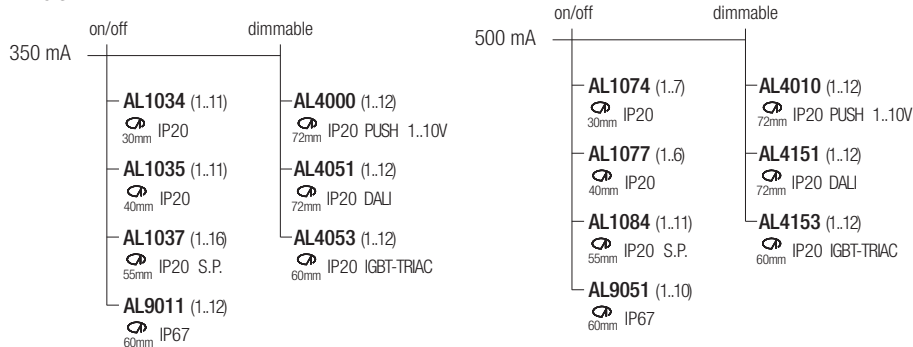 on/off dimmable
350 mA
AL1034 (1..11)
30mm IP20
AL1035 (1..11)
40mm IP20
AL1037 (1..16)
55mm IP20 S.P.
AL9011 (1..12)
60mm IP67
AL4000 (1..12)
72mm IP20 PUSH 1..10V
AL4051 (1..12)
72mm IP20 DALI
AL4053 (1..12)
60mm IP20 IGBT-TRIAC
on/off dimmable
500 mA
AL1074 (1..7)
30mm IP20
AL1077 (1..6)
40mm IP20
AL1084 (1..11)
55mm IP20 S.P.
AL9051 (1..10)
60mm IP67
AL4010 (1..12)
72mm IP20 PUSH 1..10V
AL4151 (1..12)
72mm IP20 DALI
AL4153 (1..12)
60mm IP20 IGBT-TRIAC